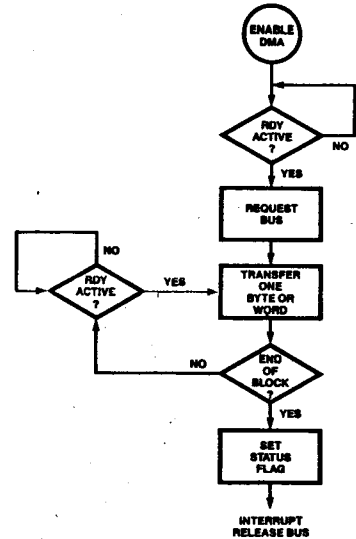 ENABLE
DMA
RDY
ACTIVE
?
NO
YES
REQUEST
BUS
NO
RDY
ACTIVE
?
YES
TRANSFER
ONE
BYTE OR
WORD
NO
END
OF
BLOCK
?
YES
SET
STATUS
FLAG
INTERRUPT
RELEASE BUS